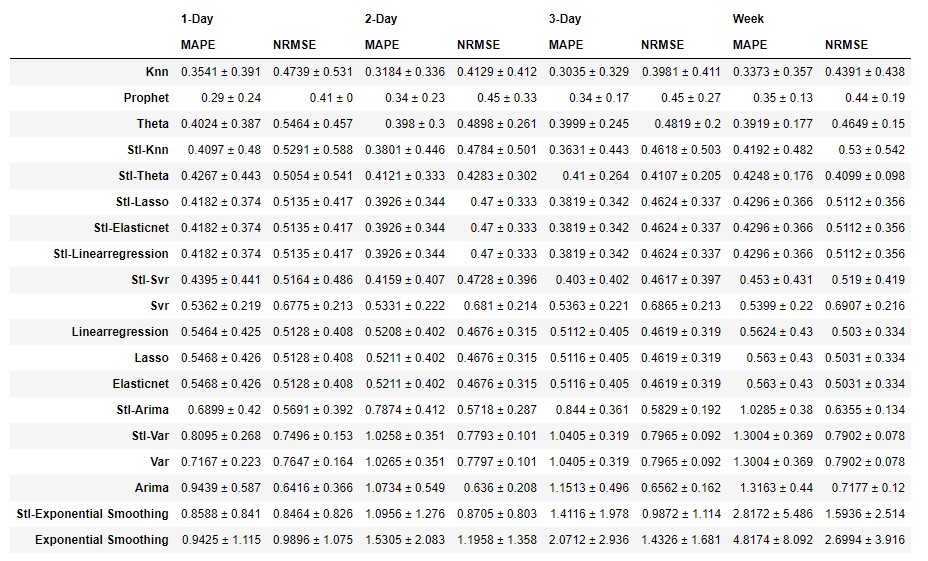 1-Day 2-Day 3-Day Week
MAPE NRMSE MAPE NRMSE MAPE NRMSE MAPE NRMSE
Knn 0.3541 ± 0.391 0.4739 ± 0.531 0.3184 ± 0.336 0.4129 ± 0.412 0.3035 ± 0.329 0.3981 ± 0.411 0.3373 ± 0.357 0.4391 ± 0.438
Prophet 0.29 ± 0.24 0.41 ± 0 0.34 ± 0.23 0.45 ± 0.33 0.34 ± 0.17 0.45 ± 0.27 0.35 ± 0.13 0.44 ± 0.19
Theta 0.4024 ± 0.387 0.5464 ± 0.457 0.398 ± 0.3 0.4898 ± 0.261 0.3999 ± 0.245 0.4819 ± 0.2 0.3919 ± 0.177 0.4649 ± 0.15
Stl-Knn 0.4097 ± 0.48 0.5291 ± 0.588 0.3801 ± 0.446 0.4784 ± 0.501 0.3631 ± 0.443 0.4618 ± 0.503 0.4192 ± 0.482 0.53 ± 0.542
Stl-Theta 0.4267 ± 0.443 0.5054 ± 0.541 0.4121 ± 0.333 0.4283 ± 0.302 0.41 ± 0.264 0.4107 ± 0.205 0.4248 ± 0.176 0.4099 ± 0.098
Stl-Lasso 0.4182 ± 0.374 0.5135 ± 0.417 0.3926 ± 0.344 0.47 ± 0.333 0.3819 ± 0.342 0.4624 ± 0.337 0.4296 ± 0.366 0.5112 ± 0.356
Stl-Elasticnet 0.4182 ± 0.374 0.5135 ± 0.417 0.3926 ± 0.344 0.47 ± 0.333 0.3819 ± 0.342 0.4624 ± 0.337 0.4296 ± 0.366 0.5112 ± 0.356
Stl-Linearregression 0.4182 ± 0.374 0.5135 ± 0.417 0.3926 ± 0.344 0.47 ± 0.333 0.3819 ± 0.342 0.4624 ± 0.337 0.4296 ± 0.366 0.5112 ± 0.356
Stl-Svr 0.4395 ± 0.441 0.5164 ± 0.486 0.4159 ± 0.407 0.4728 ± 0.396 0.403 ± 0.402 0.4617 ± 0.397 0.453 ± 0.431 0.519 ± 0.419
Svr 0.5362 ± 0.219 0.6775 ± 0.213 0.5331 ± 0.222 0.681 ± 0.214 0.5363 ± 0.221 0.6865 ± 0.213 0.5399 ± 0.22 0.6907 ± 0.216
Linearregression 0.5464 ± 0.425 0.5128 ± 0.408 0.5208 ± 0.402 0.4676 ± 0.315 0.5112 ± 0.405 0.4619 ± 0.319 0.5624 ± 0.43 0.503 ± 0.334
Lasso 0.5468 ± 0.426 0.5128 ± 0.408 0.5211 ± 0.402 0.4676 ± 0.315 0.5116 ± 0.405 0.4619 ± 0.319 0.563 ± 0.43 0.5031 ± 0.334
Elasticnet 0.5468 ± 0.426 0.5128 ± 0.408 0.5211 ± 0.402 0.4676 ± 0.315 0.5116 ± 0.405 0.4619 ± 0.319 0.563 ± 0.43 0.5031 ± 0.334
Stl-Arima 0.6899 ± 0.42 0.5691 ± 0.392 0.7874 ± 0.412 0.5718 ± 0.287 0.844 ± 0.361 0.5829 ± 0.192 1.0285 ± 0.38 0.6355 ± 0.134
Stl-Var 0.8095 ± 0.268 0.7496 ± 0.153 1.0258 ± 0.351 0.7793 ± 0.101 1.0405 ± 0.319 0.7965 ± 0.092 1.3004 ± 0.369 0.7902 ± 0.078
Var 0.7167 ± 0.223 0.7647 ± 0.164 1.0265 ± 0.351 0.7797 ± 0.101 1.0405 ± 0.319 0.7965 ± 0.092 1.3004 ± 0.369 0.7902 ± 0.078
Arima 0.9439 ± 0.587 0.6416 ± 0.366 1.0734 ± 0.549 0.636 ± 0.208 1.1513 ± 0.496 0.6562 ± 0.162 1.3163 ± 0.44 0.7177 ± 0.12
Stl-Exponential Smoothing 0.8588 ± 0.841 0.8464 ± 0.826 1.0956 ± 1.276 0.8705 ± 0.803 1.4116 ± 1.978 0.9872 ± 1.114 2.8172 ± 5.486 1.5936 ± 2.514
Exponential Smoothing 0.9425 ± 1.115 0.9896 ± 1.075 1.5305 ± 2.083 1.1958 ± 1.358 2.0712 ± 2.936 1.4326 ± 1.681 4.8174 ± 8.092 2.6994 ± 3.916